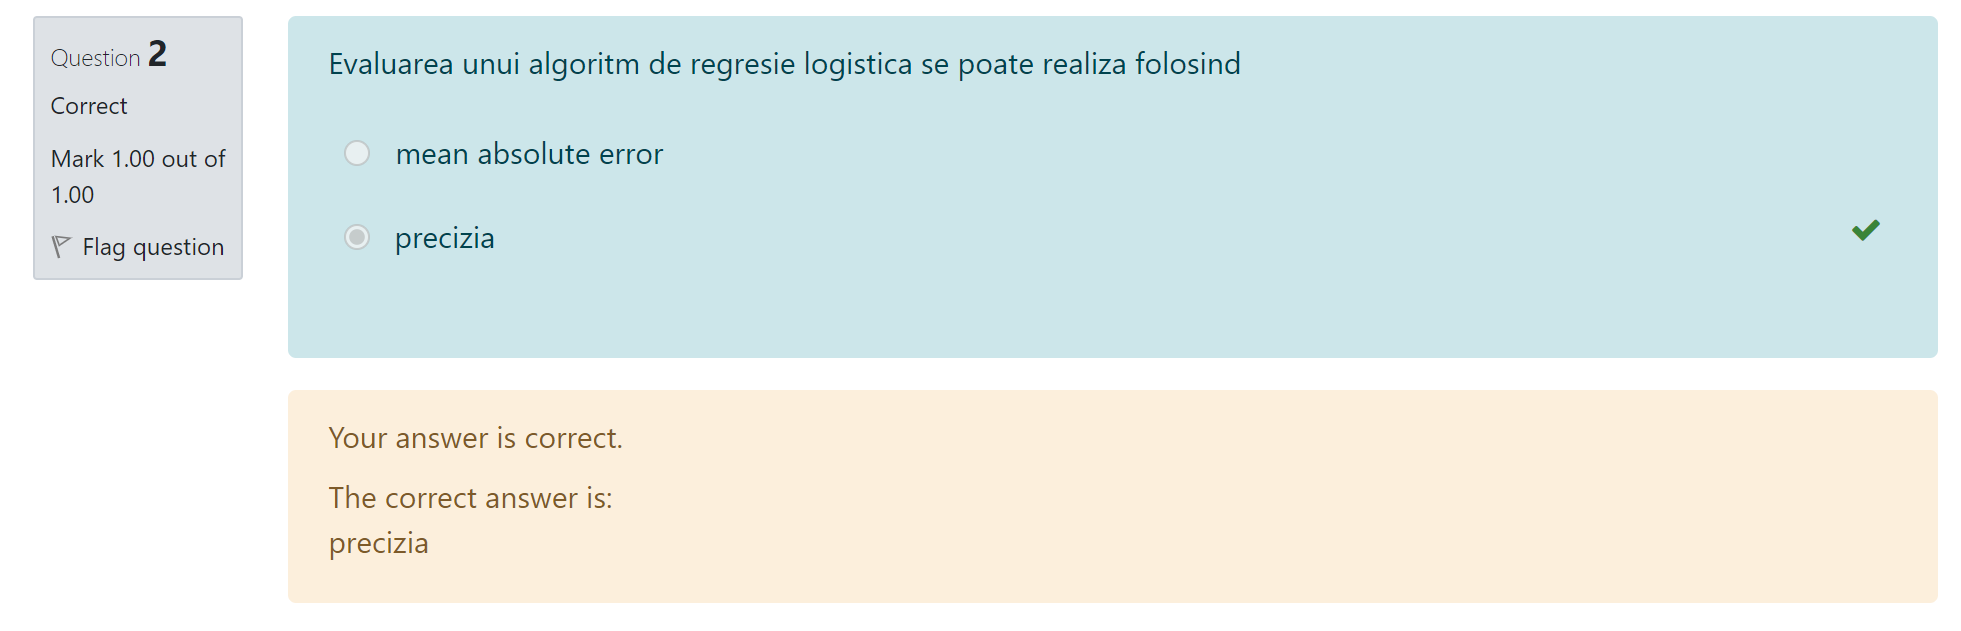 Question 2
Correct
Mark 1.00 out of
1.00
Flag question
Evaluarea unui algoritm de regresie logistica se poate realiza folosind
mean absolute error
precizia
Your answer is correct.
The correct answer is:
precizia